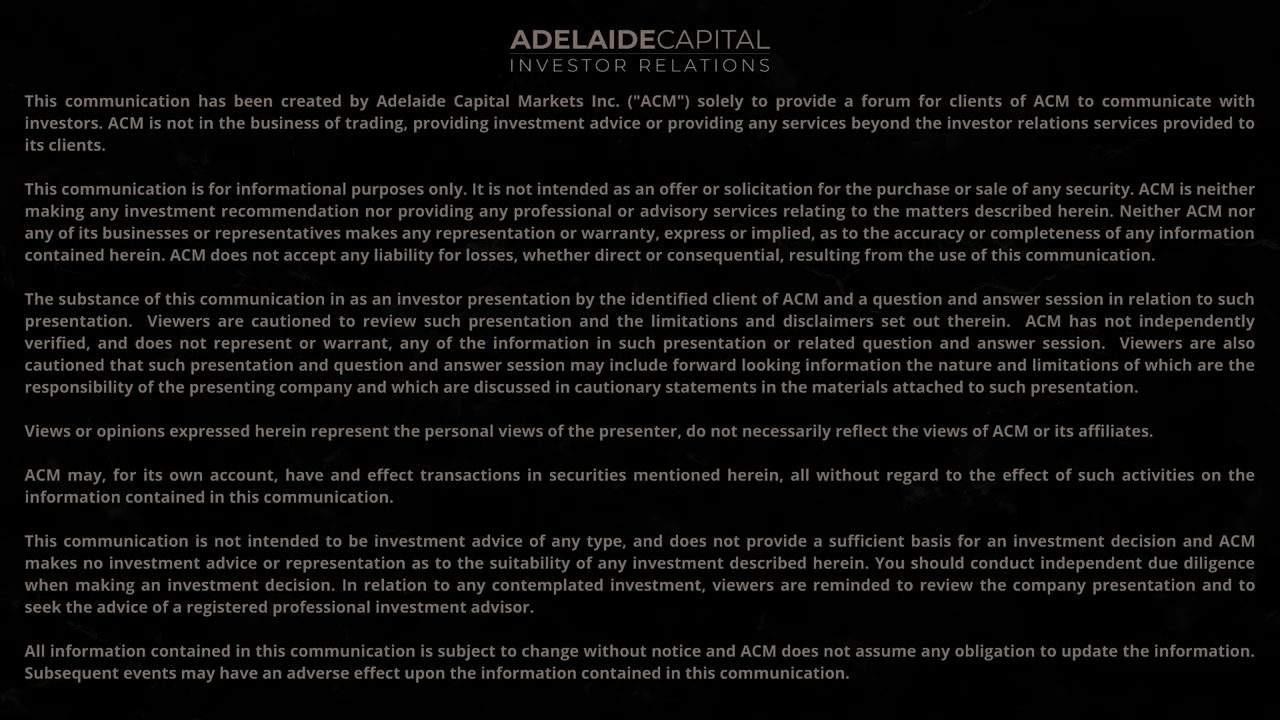 ADELAIDECAPITAL
INVESTOR RELATIONS
This communication has been created by Adelaide Capital Markets Inc. ("ACM") solely to provide a forum for clients of ACM to communicate with
investors. ACM is not in the business of trading, providing investment advice or providing any services beyond the investor relations services provided to
its clients.
This communication is for informational purposes only. It is not intended as an offer or solicitation for the purchase or sale of any security. ACM is neither
making any investment recommendation nor providing any professional or advisory services relating to the matters described herein. Neither ACM nor
any of its businesses or representatives makes any representation or warranty, express or implied, as to the accuracy or completeness of any information
contained herein. ACM does not accept any liability for losses, whether direct or consequential, resulting from the use of this communication.
The substance of this communication in as an investor presentation by the identified client of ACM and a question and answer session in relation to such
presentation. Viewers are cautioned to review such presentation and the limitations and disclaimers set out therein. ACM has not independently
verified, and does not represent or warrant, any of the information in such presentation or related question and answer session. Viewers are also
cautioned that such presentation and question and answer session may include forward looking information the nature and limitations of which are the
responsibility of the presenting company and which are discussed in cautionary statements in the materials attached to such presentation.
Views or opinions expressed herein represent the personal views of the presenter, do not necessarily reflect the views of ACM or its affiliates.
ACM may, for its own account, have and effect transactions in securities mentioned herein, all without regard to the effect of such activities on the
information contained in this communication.
This communication is not intended to be investment advice of any type, and does not provide a sufficient basis for an investment decision and ACM
makes no investment advice or representation as to the suitability of any investment described herein. You should conduct independent due diligence
when making an investment decision. In relation to any contemplated investment, viewers are reminded to review the company presentation and to
seek the advice of a registered professional investment advisor.
All information contained in this communication is subject to change without notice and ACM does not assume any obligation to update the information.
Subsequent events may have an adverse effect upon the information contained in this communication.